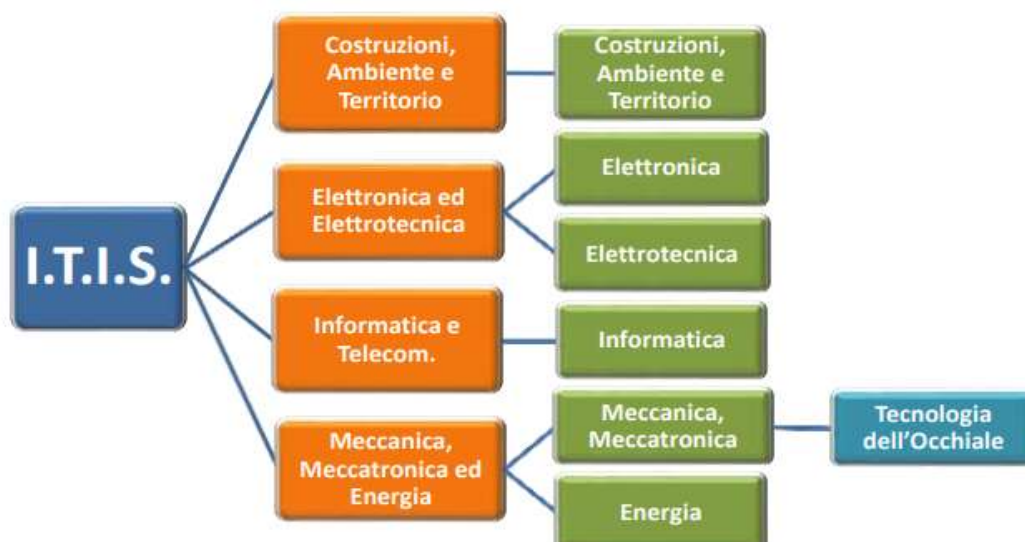 I.T.I.S.
Costruzioni,
Ambiente e
Territorio
Costruzioni,
Ambiente e
Territorio
Elettronica ed
Elettrotecnica
Elettronica
Elettrotecnica
Informatica e
Telecom.
Informatica
Meccanica,
Meccatronica ed
Energia
Meccanica,
Meccatronica
Tecnologia
dell'Occhiale
Energia